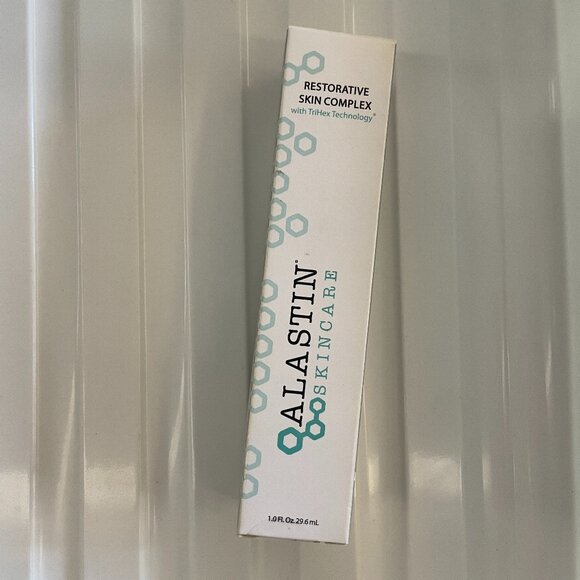 RESTORATIVE
SKIN COMPLEX
with TriHex Technology®
ALASTIN®
SKINCARE
1.0 Fl. Oz. 29.6 mL